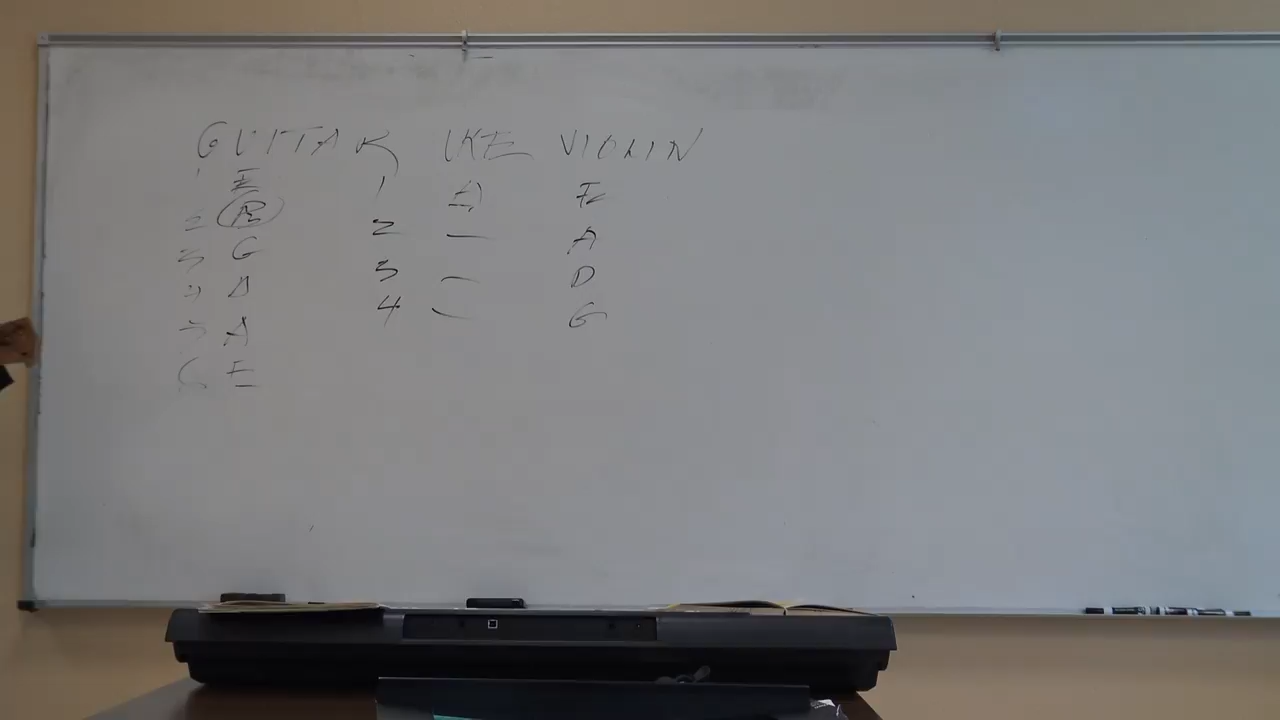 GUITAR UKE VIOLIN
1 E 1 A E
2 B 2 – A
3 G 3 – D
4 D 4 – G
5 A
6 E